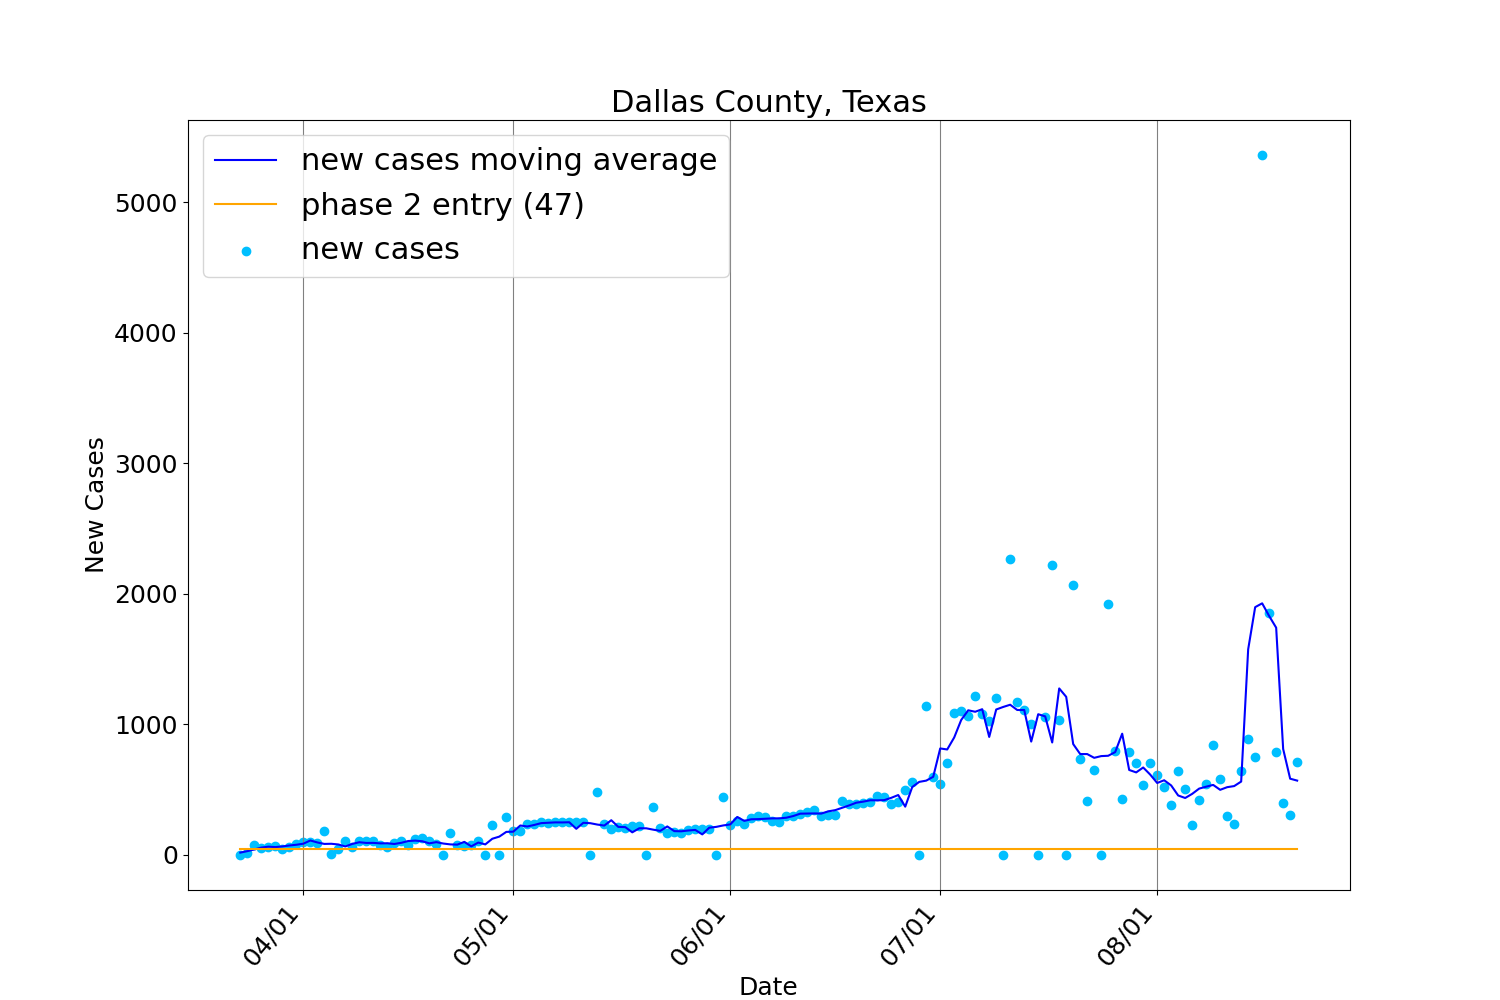 Dallas County, Texas
new cases moving average
phase 2 entry (47)
new cases
5000
4000
3000
2000
1000
0
New Cases
04/01
05/01
06/01
07/01
08/01
Date